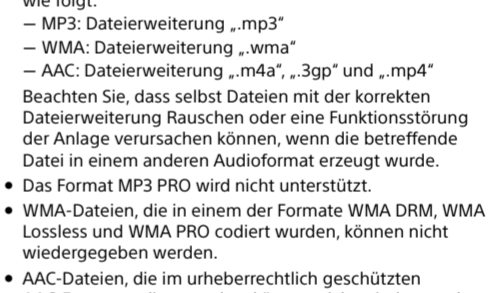 wie folgt:
— MP3: Dateierweiterung „.mp3“
— WMA: Dateierweiterung „.wma“
— AAC: Dateierweiterung „.m4a“, „.3gp“ und „.mp4“
Beachten Sie, dass selbst Dateien mit der korrekten
Dateierweiterung Rauschen oder eine Funktionsstörung
der Anlage verursachen können, wenn die betreffende
Datei in einem anderen Audioformat erzeugt wurde.
• Das Format MP3 PRO wird nicht unterstützt.
• WMA-Dateien, die in einem der Formate WMA DRM, WMA
Lossless und WMA PRO codiert wurden, können nicht
wiedergegeben werden.
• AAC-Dateien, die im urheberrechtlich geschützten